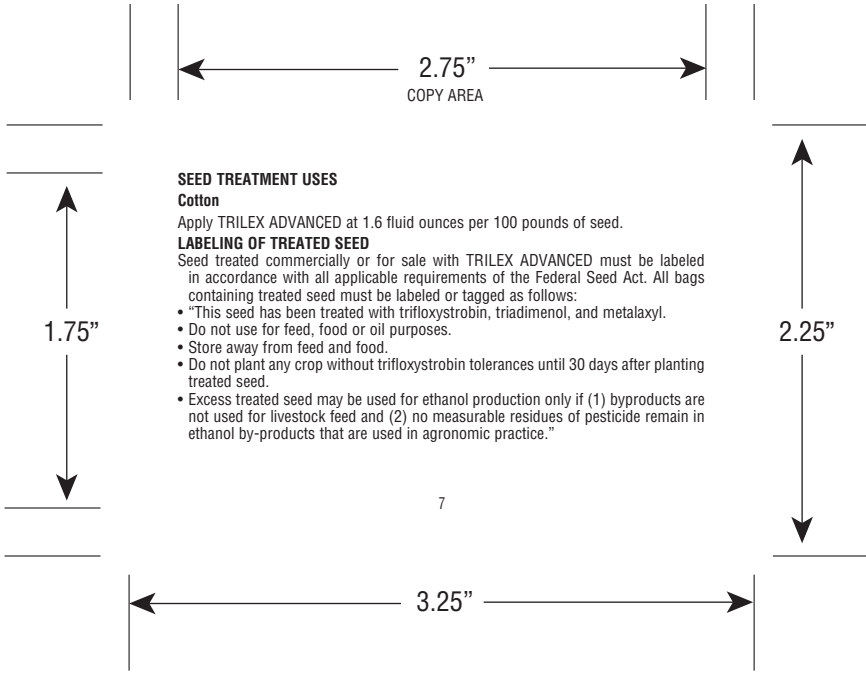 2.75”
COPY AREA
SEED TREATMENT USES
Cotton
Apply TRILEX ADVANCED at 1.6 fluid ounces per 100 pounds of seed.
LABELING OF TREATED SEED
Seed treated commercially or for sale with TRILEX ADVANCED must be labeled
in accordance with all applicable requirements of the Federal Seed Act. All bags
containing treated seed must be labeled or tagged as follows:
• “This seed has been treated with trifloxystrobin, triadimenol, and metalaxyl.
• Do not use for feed, food or oil purposes.
• Store away from feed and food.
• Do not plant any crop without trifloxystrobin tolerances until 30 days after planting
treated seed.
• Excess treated seed may be used for ethanol production only if (1) byproducts are
not used for livestock feed and (2) no measurable residues of pesticide remain in
ethanol by-products that are used in agronomic practice.”
1.75”
2.25”
7
3.25”